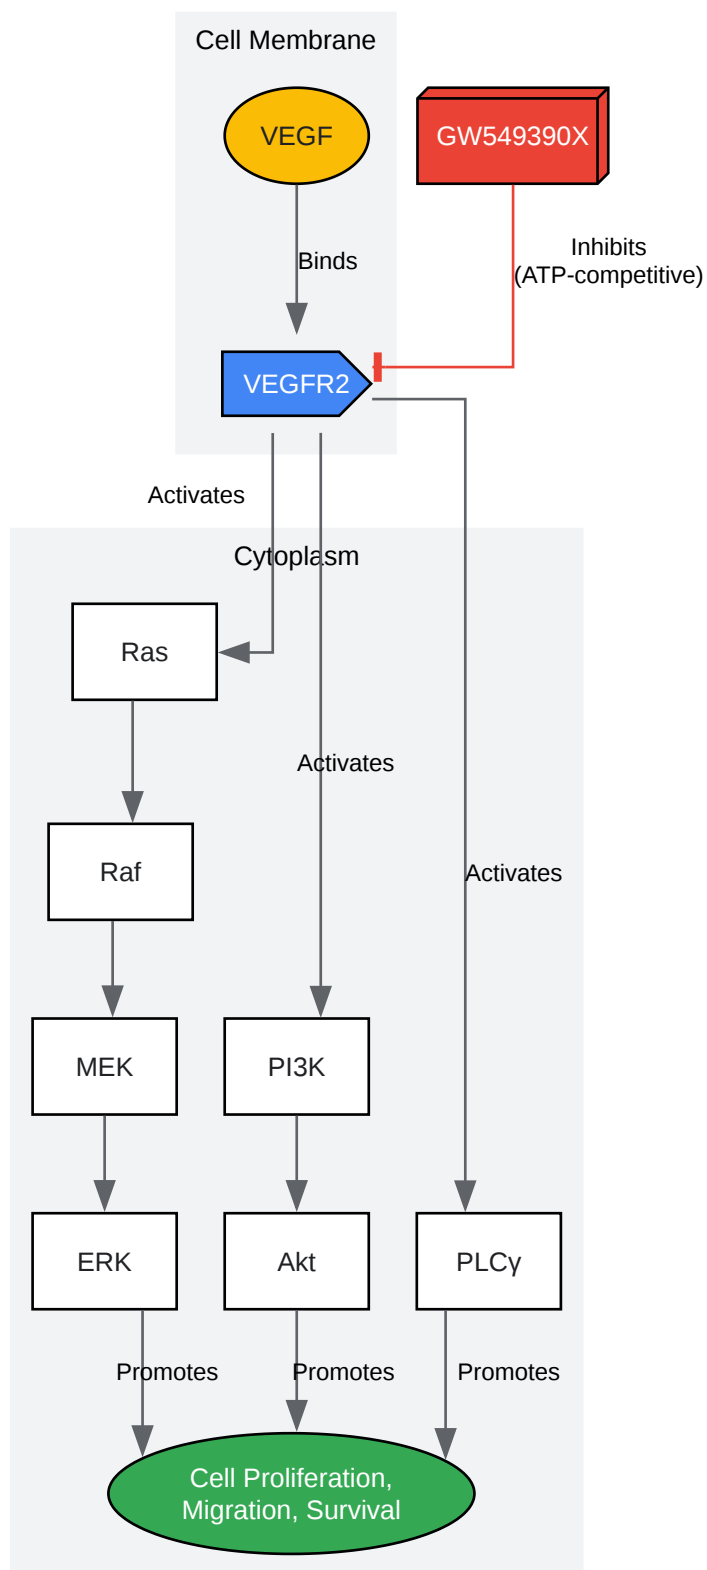 Cell Membrane
VEGF
GW549390X
Binds
Inhibits
(ATP-competitive)
VEGFR2
Activates
Cytoplasm
Ras
Activates
Raf
Activates
MEK
PI3K
ERK
Akt
PLCγ
Promotes
Promotes
Promotes
Cell Proliferation,
Migration, Survival